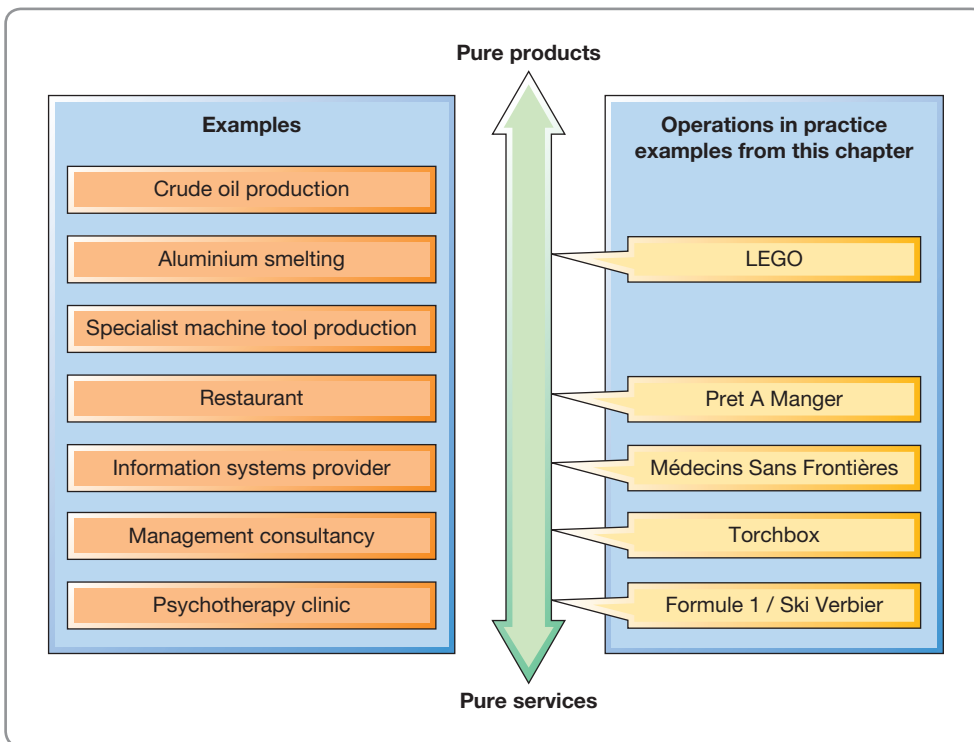 Pure products
Examples
Crude oil production
Aluminium smelting
Specialist machine tool production
Restaurant
Information systems provider
Management consultancy
Psychotherapy clinic
Operations in practice
examples from this chapter
LEGO
Pret A Manger
Médecins Sans Frontières
Torchbox
Formule 1 / Ski Verbier
Pure services